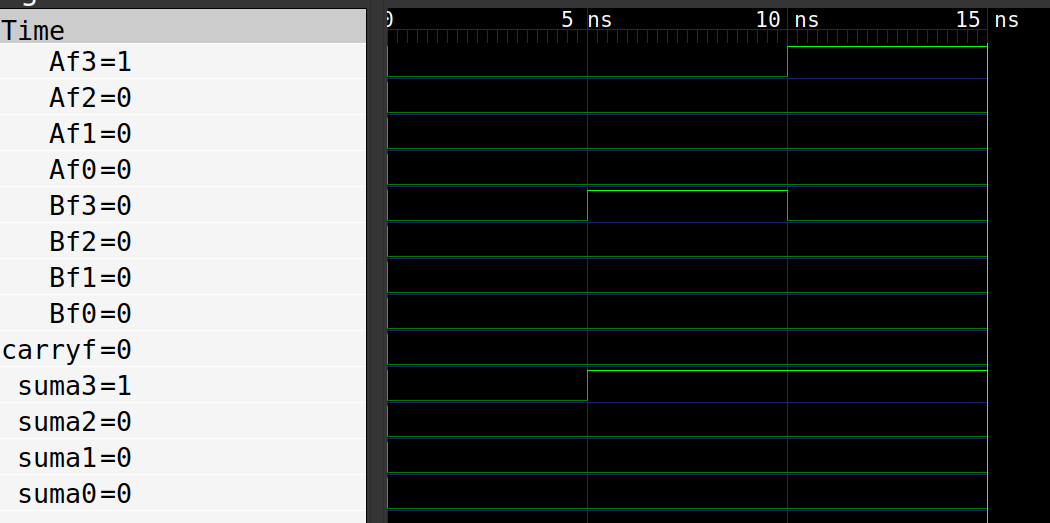 0 5 ns 10 ns 15 ns
Time
Af3=1
Af2=0
Af1=0
Af0=0
Bf3=0
Bf2=0
Bf1=0
Bf0=0
carryf=0
suma3=1
suma2=0
suma1=0
suma0=0